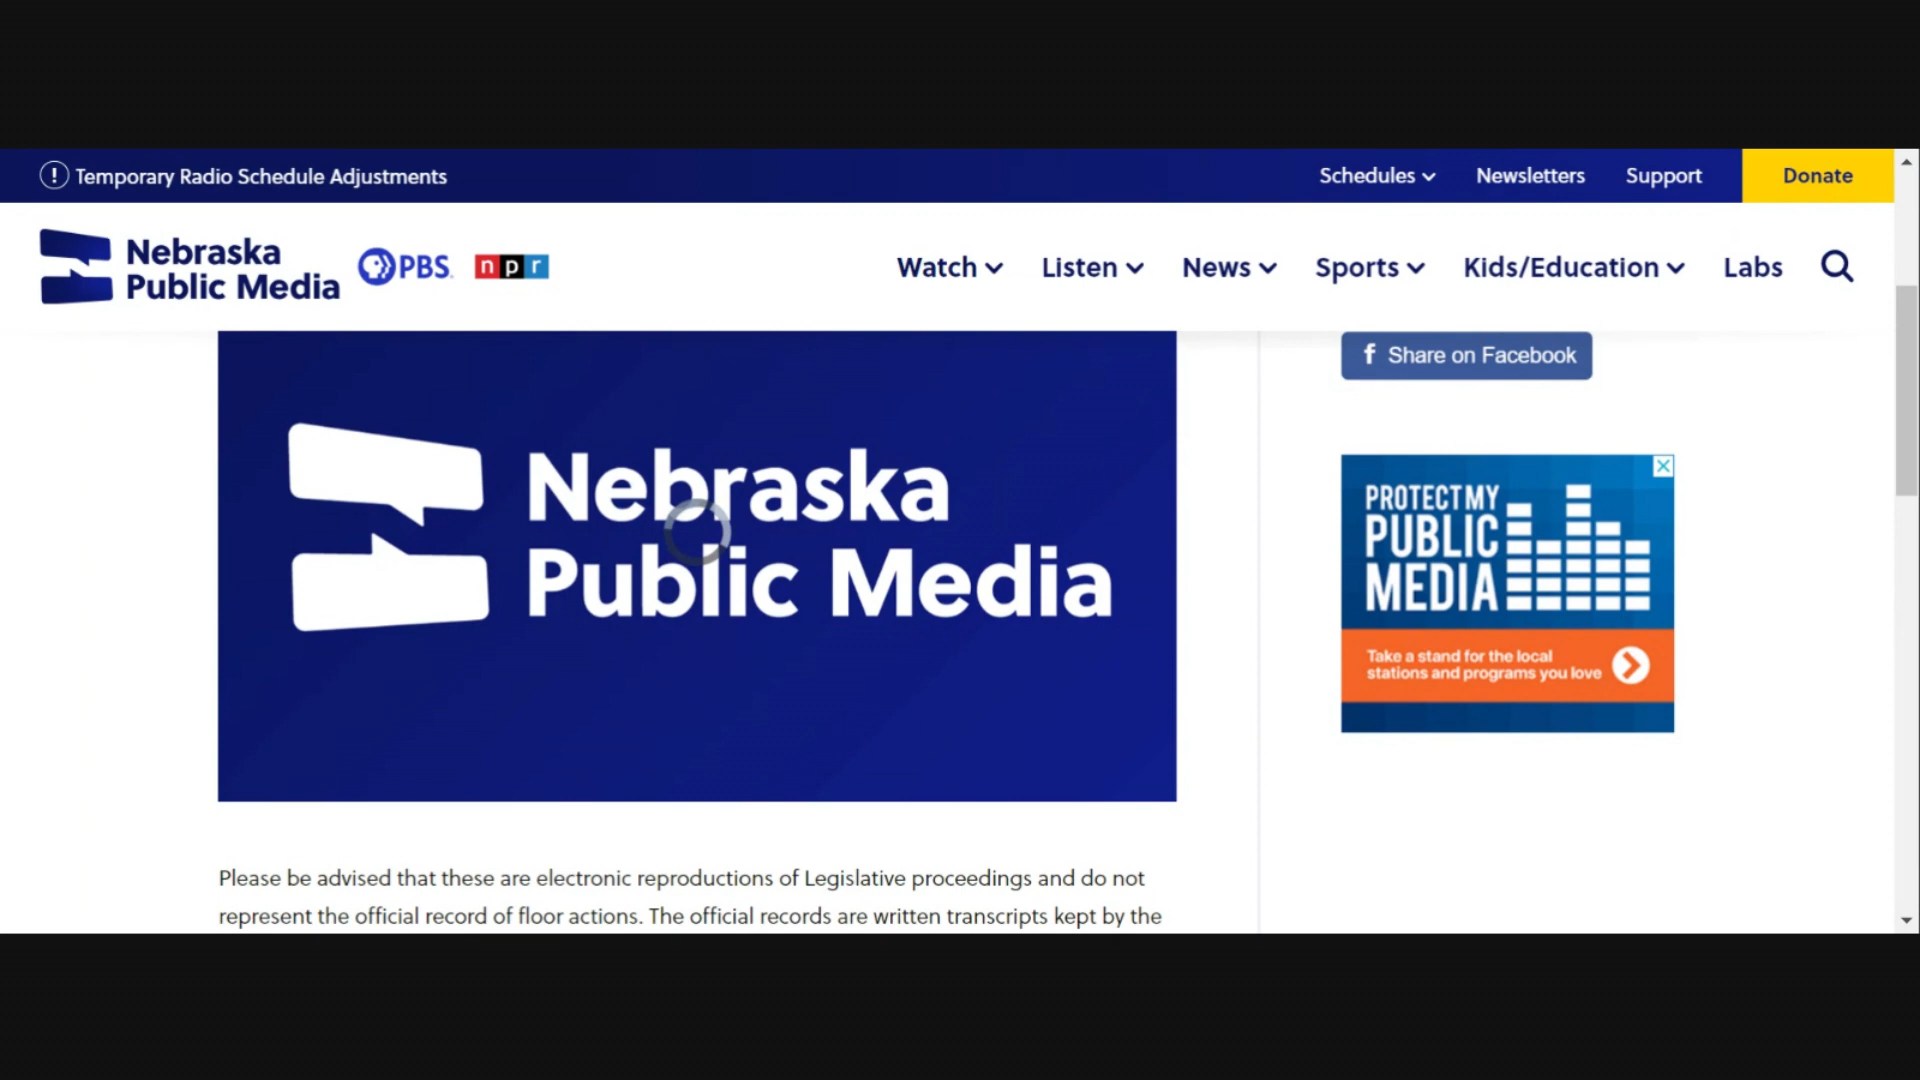 Temporary Radio Schedule Adjustments
Schedules
Newsletters
Support
Donate
Nebraska
Public Media
PBS
npr
Watch
Listen
News
Sports
Kids/Education
Labs
Nebraska
Public Media
Share on Facebook
PROTECT MY
PUBLIC
MEDIA
Take a stand for the local
stations and programs you love
Please be advised that these are electronic reproductions of Legislative proceedings and do not
represent the official record of floor actions. The official records are written transcripts kept by the